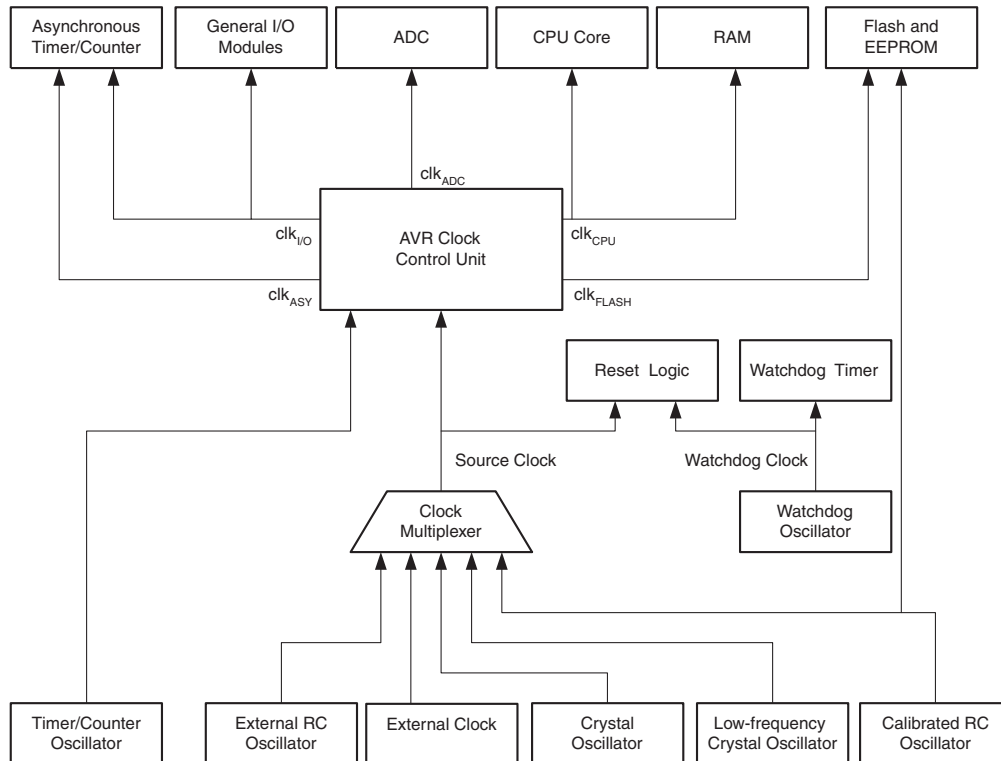 Asynchronous
Timer/Counter
General I/O
Modules
ADC
CPU Core
RAM
Flash and
EEPROM
clkADC
clkI/O
AVR Clock
Control Unit
clkCPU
clkASY
clkFLASH
Reset Logic
Watchdog Timer
Source Clock
Watchdog Clock
Clock
Multiplexer
Watchdog
Oscillator
Timer/Counter
Oscillator
External RC
Oscillator
External Clock
Crystal
Oscillator
Low-frequency
Crystal Oscillator
Calibrated RC
Oscillator